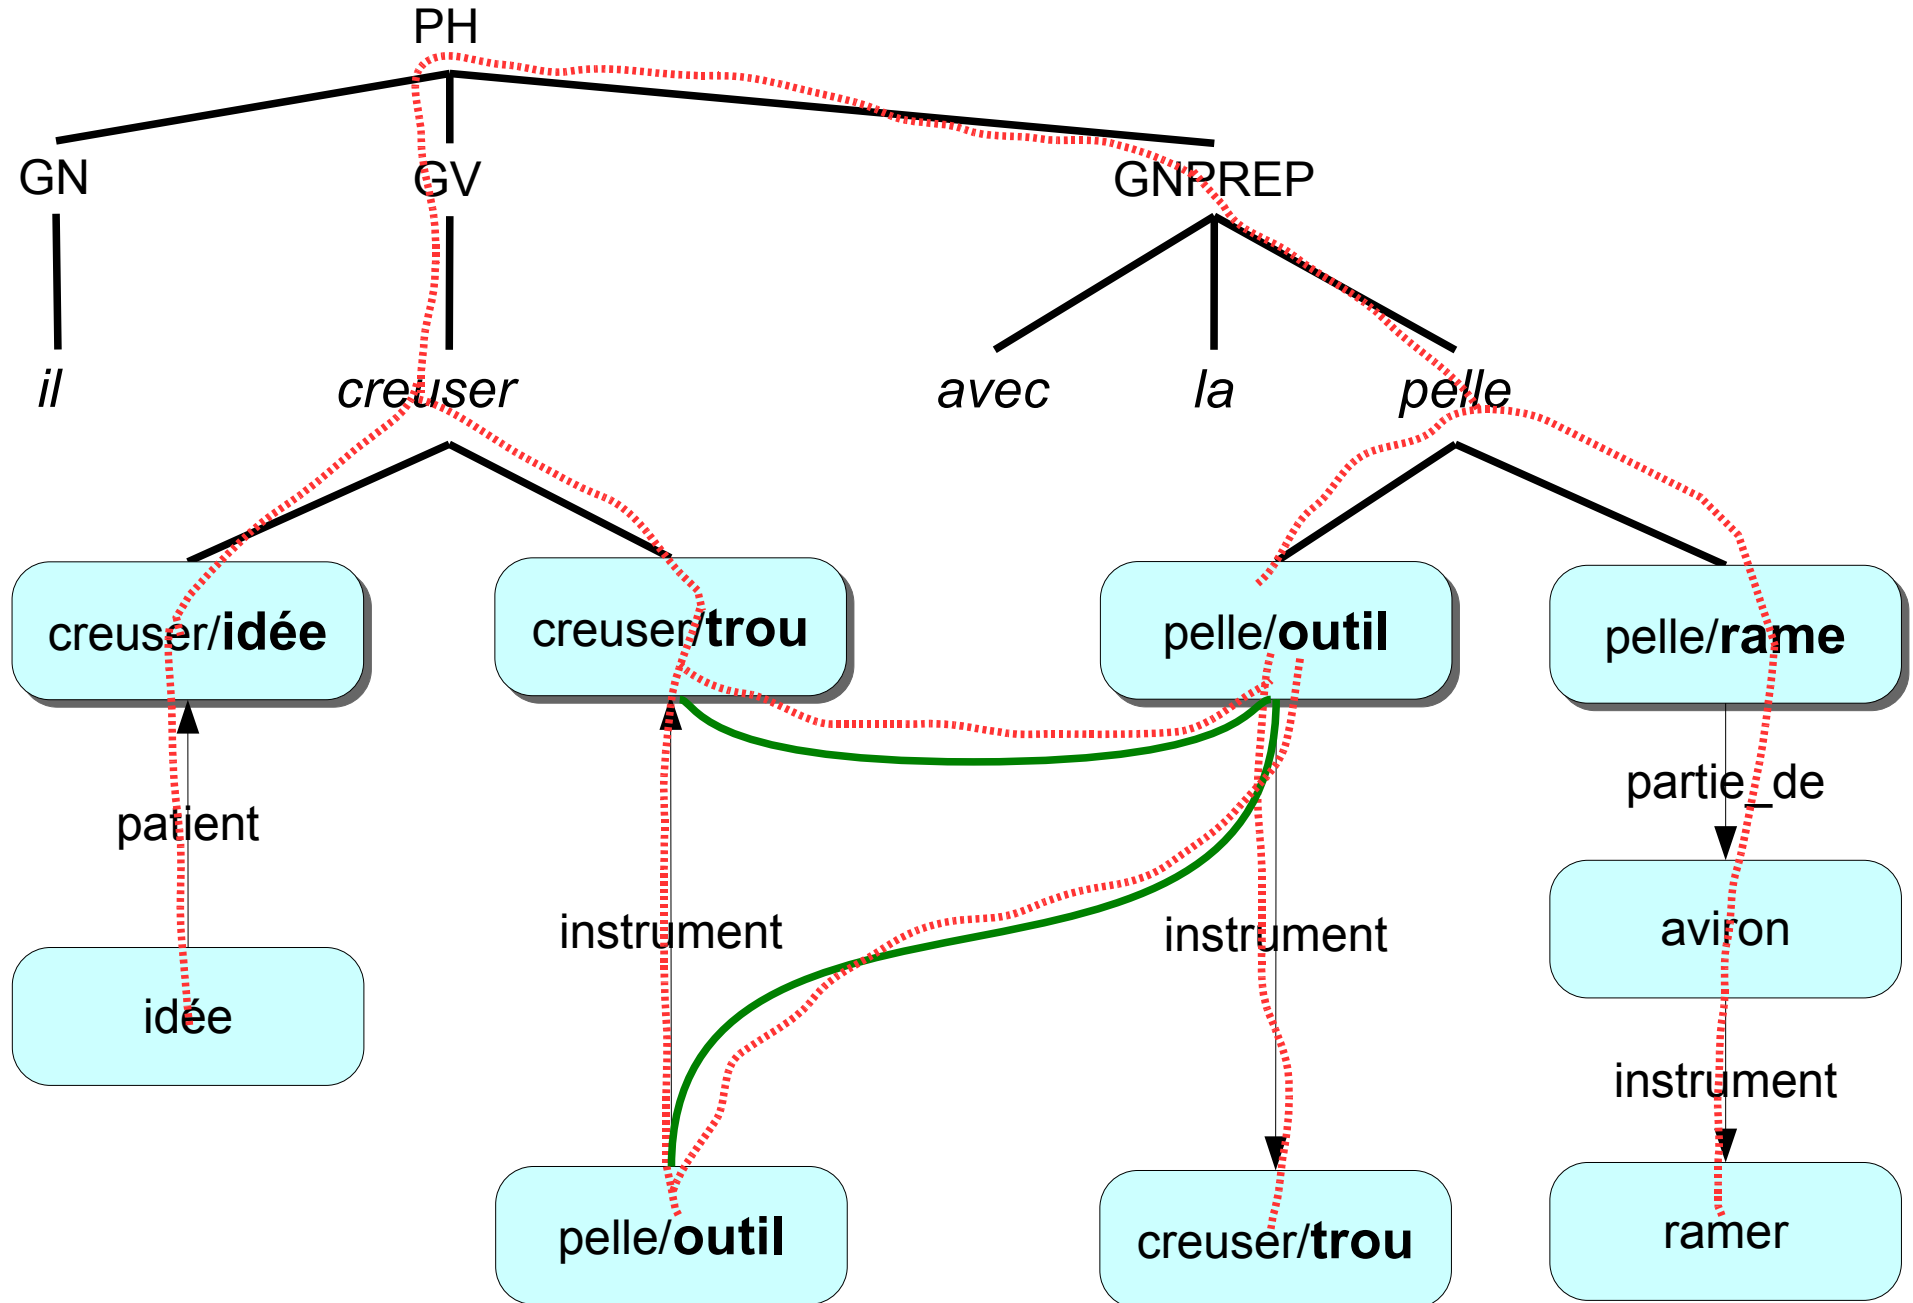 PH
GN
GV
GNPREP
il
creuser
avec
la
pelle
creuser/idée
creuser/trou
pelle/outil
pelle/rame
patient
instrument
instrument
partie_de
idée
aviron
instrument
pelle/outil
creuser/trou
ramer